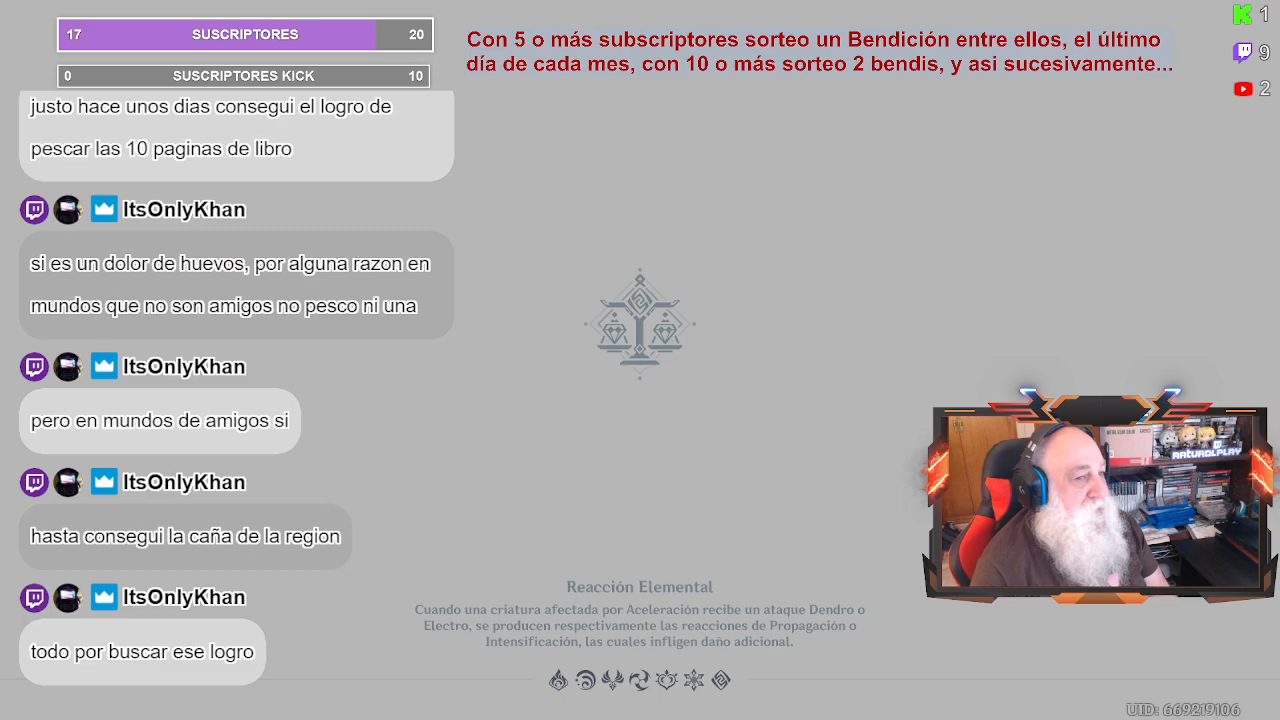 17 SUSCRIPTORES 20
0 SUSCRIPTORES KICK 10
Con 5 o más subscriptores sorteo un Bendición entre ellos, el último
día de cada mes, con 10 o más sorteo 2 bendis, y asi sucesivamente...
1
9
2
justo hace unos dias consegui el logro de
pescar las 10 paginas de libro
ItsOnlyKhan
si es un dolor de huevos, por alguna razon en
mundos que no son amigos no pesco ni una
ItsOnlyKhan
pero en mundos de amigos si
ItsOnlyKhan
hasta consegui la caña de la region
ItsOnlyKhan
todo por buscar ese logro
RATUROLPLAY
Reacción Elemental
Cuando una criatura afectada por Aceleración recibe un ataque Dendro o
Electro, se producen respectivamente las reacciones de Propagación o
Intensificación, las cuales infligen daño adicional.
UID: 669219106